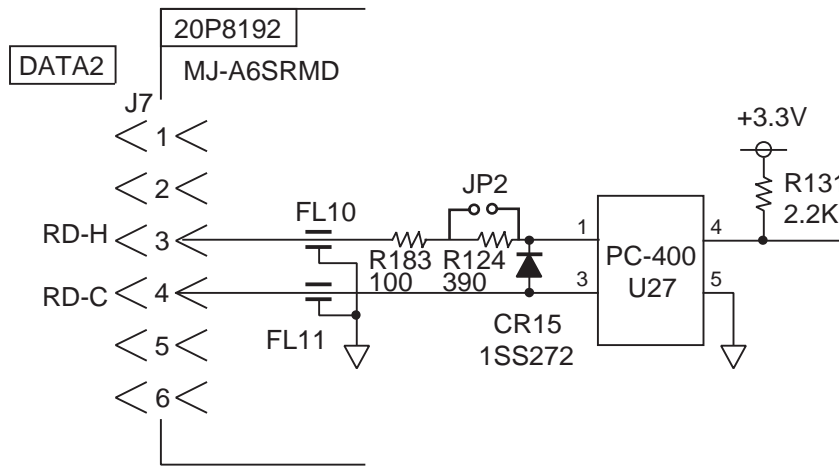 20P8192
DATA2
MJ-A6SRMD
J7
1
2
RD-H
3
RD-C
4
5
6
FL10
FL11
JP2
R183
100
R124
390
CR15
1SS272
1
3
PC-400
U27
4
5
+3.3V
R131
2.2K